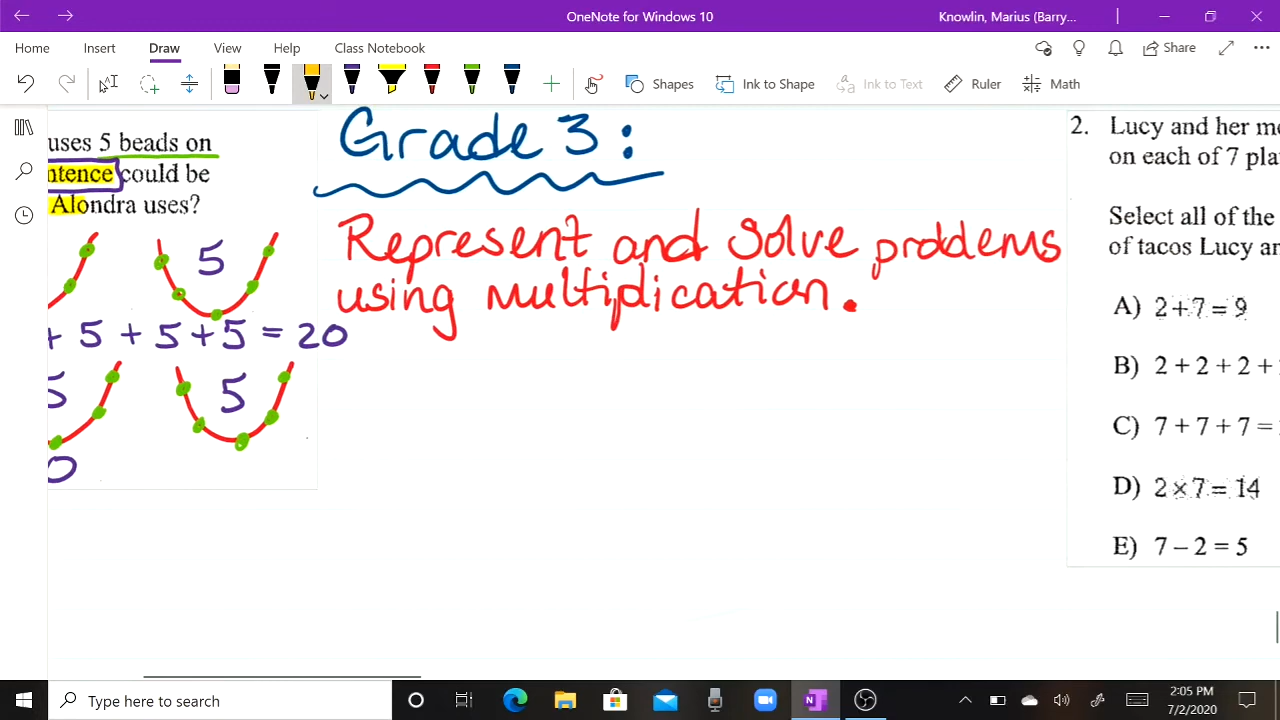 OneNote for Windows 10
Knowlin, Marius (Barry...
Home Insert Draw View Help Class Notebook
Share
Shapes Ink to Shape Ink to Text Ruler Math
uses 5 beads on
ntence could be
Alondra uses?
5
+ 5 + 5 + 5 = 20
5 5
0
Grade 3:
Represent and Solve problems
using multiplication.
2. Lucy and her m
on each of 7 pla
Select all of the
of tacos Lucy an
A) 2 + 7 = 9
B) 2 + 2 + 2 +
C) 7 + 7 + 7 =
D) 2 × 7 = 14
E) 7 – 2 = 5
Type here to search
2:05 PM
7/2/2020